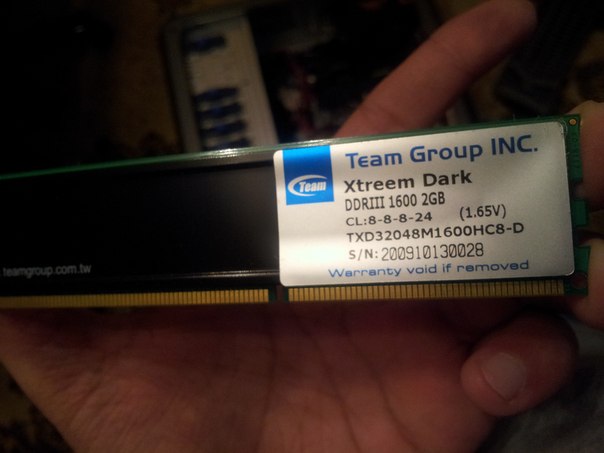 Team Group INC.
Team
Xtreem Dark
DDRIII 1600 2GB
CL:8-8-8-24 (1.65V)
TXD32048M1600HC8-D
S/N: 200910130028
Warranty void if removed
teamgroup.com.tw